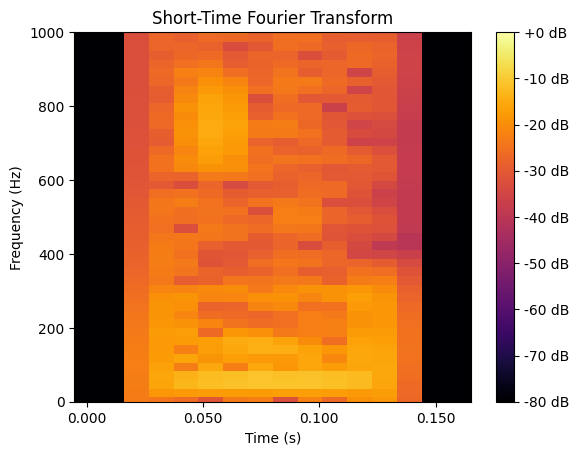 Short-Time Fourier Transform
1000
800
600
400
200
0
Frequency (Hz)
0.000
0.050
0.100
0.150
Time (s)
+0 dB
-10 dB
-20 dB
-30 dB
-40 dB
-50 dB
-60 dB
-70 dB
-80 dB